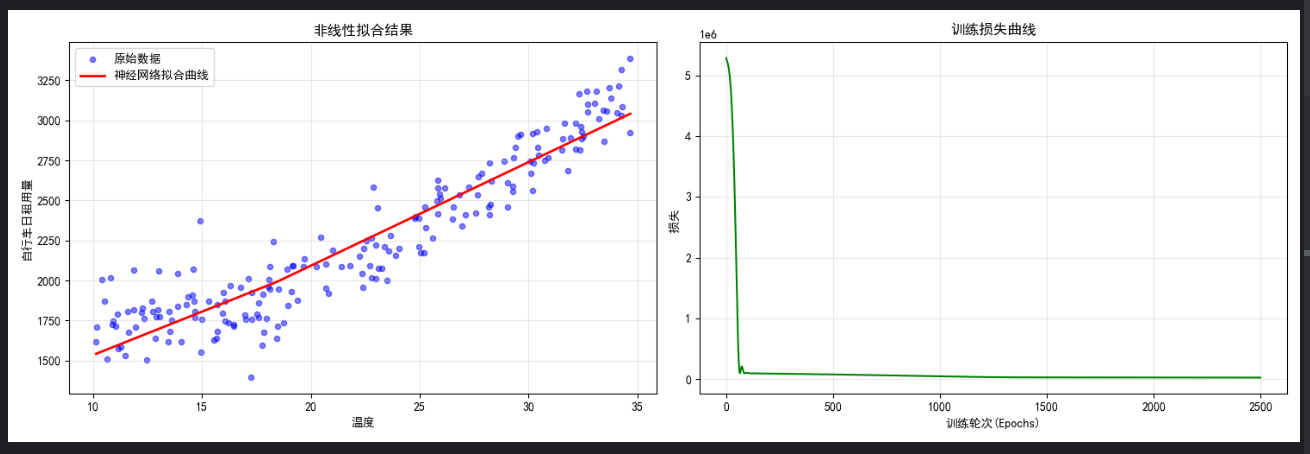 非线性拟合结果
原始数据
神经网络拟合曲线
自行车日租用量
3250
3000
2750
2500
2250
2000
1750
1500
10 15 20 25 30 35
温度
训练损失曲线
1e6
损失
5
4
3
2
1
0
0 500 1000 1500 2000 2500
训练轮次(Epochs)